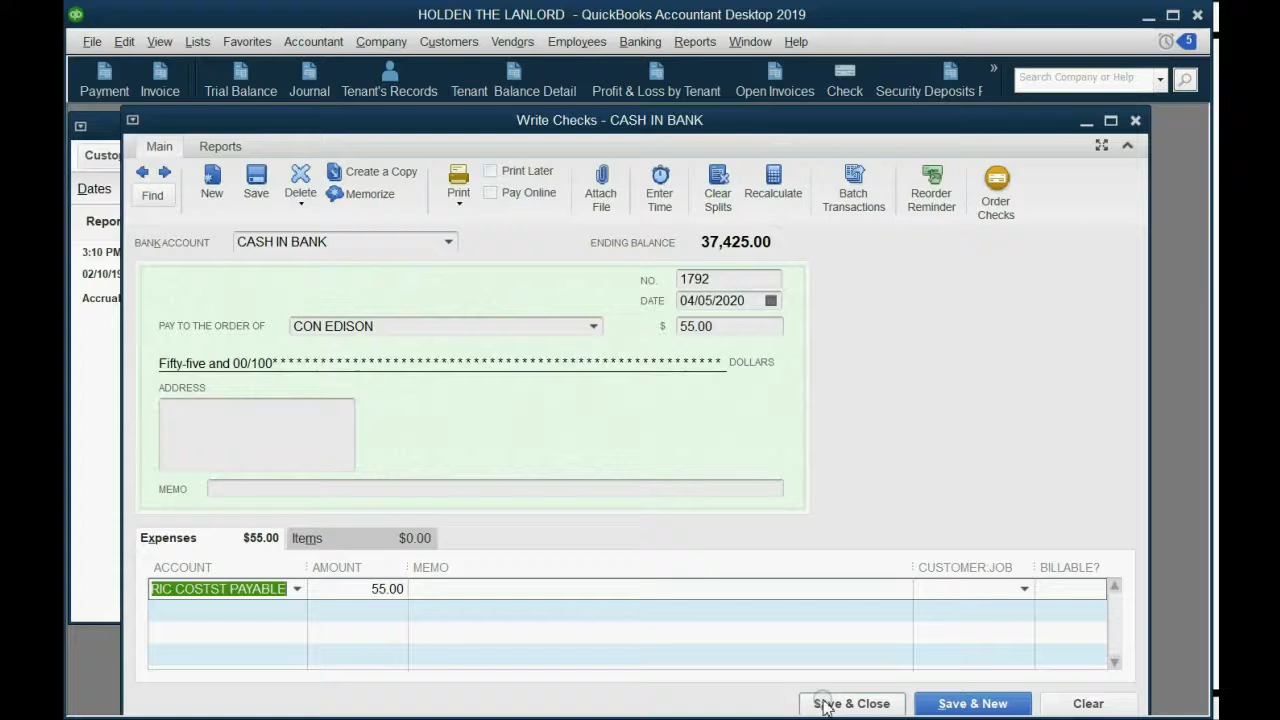 HOLDEN THE LANLORD - QuickBooks Accountant Desktop 2019
File Edit View Lists Favorites Accountant Company Customers Vendors Employees Banking Reports Window Help 5
Payment Invoice Trial Balance Journal Tenant's Records Tenant Balance Detail Profit & Loss by Tenant Open Invoices Check Security Deposits » Search Company or Help
Write Checks - CASH IN BANK
Main Reports
Custo
Dates
Repor
3:10 PM
02/10/19
Accrual
Find New Save Delete Create a Copy Memorize Print Print Later Pay Online Attach File Enter Time Clear Splits Recalculate Batch Transactions Reorder Reminder Order Checks
BANK ACCOUNT CASH IN BANK ENDING BALANCE 37,425.00
NO. 1792
DATE 04/05/2020
PAY TO THE ORDER OF CON EDISON $ 55.00
Fifty-five and 00/100* * * * * * * * * * * * * * * * * * * * * * * * * * * * * * * * * * * * * * * * * * * * * * * * * * * * * * * * DOLLARS
ADDRESS
MEMO
Expenses $55.00 Items $0.00
ACCOUNT AMOUNT MEMO CUSTOMER:JOB BILLABLE?
RIC COSTST PAYABLE 55.00
Save & Close Save & New Clear